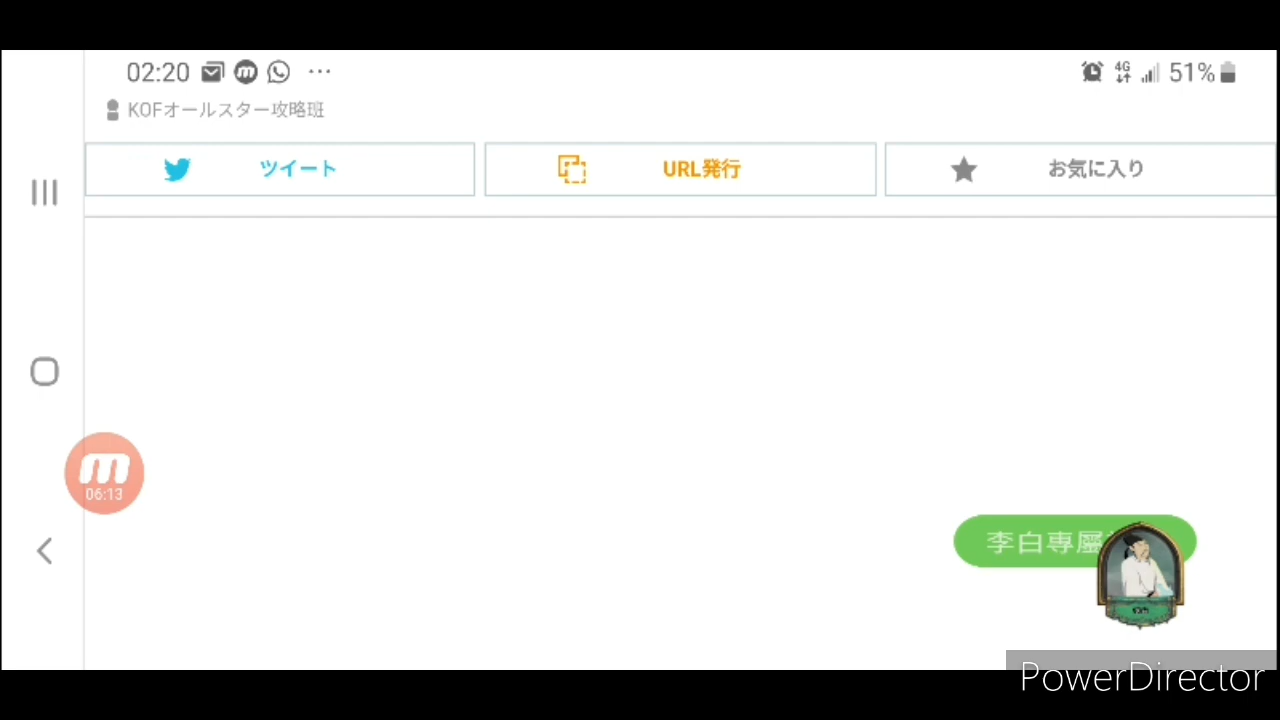 02:20 ... 4G 51%
KOFオールスター攻略班
ツイート URL発行 お気に入り
m
06:13
李白専屬
PowerDirector